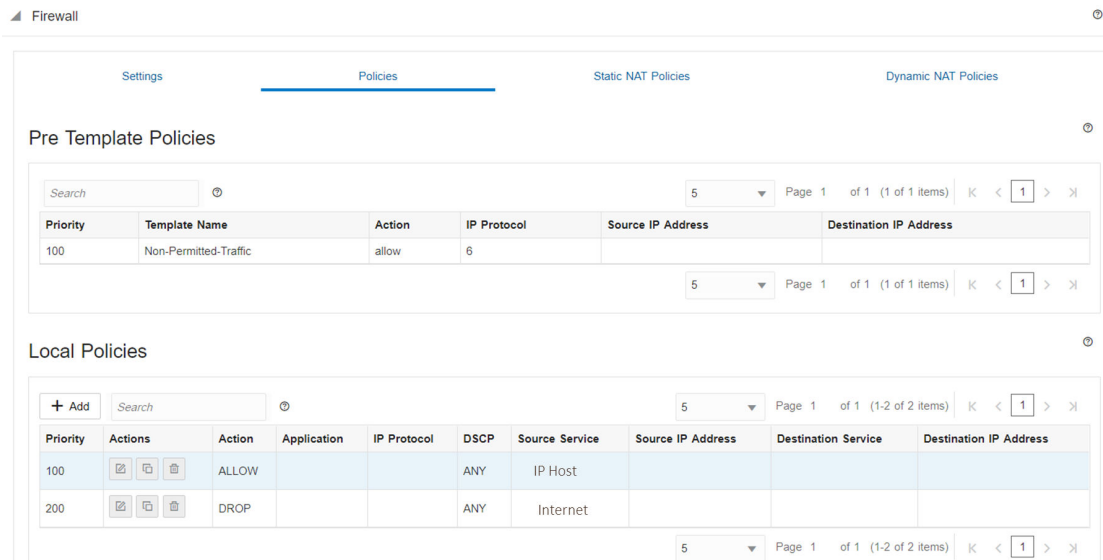 Firewall
Settings Policies Static NAT Policies Dynamic NAT Policies
Pre Template Policies
Search 5 Page 1 of 1 (1 of 1 items) 1
Priority Template Name Action IP Protocol Source IP Address Destination IP Address
100 Non-Permitted-Traffic allow 6
5 Page 1 of 1 (1 of 1 items) 1
Local Policies
+ Add Search 5 Page 1 of 1 (1-2 of 2 items) 1
Priority Actions Action Application IP Protocol DSCP Source Service Source IP Address Destination Service Destination IP Address
100 ALLOW ANY IP Host
200 DROP ANY Internet
5 Page 1 of 1 (1-2 of 2 items) 1